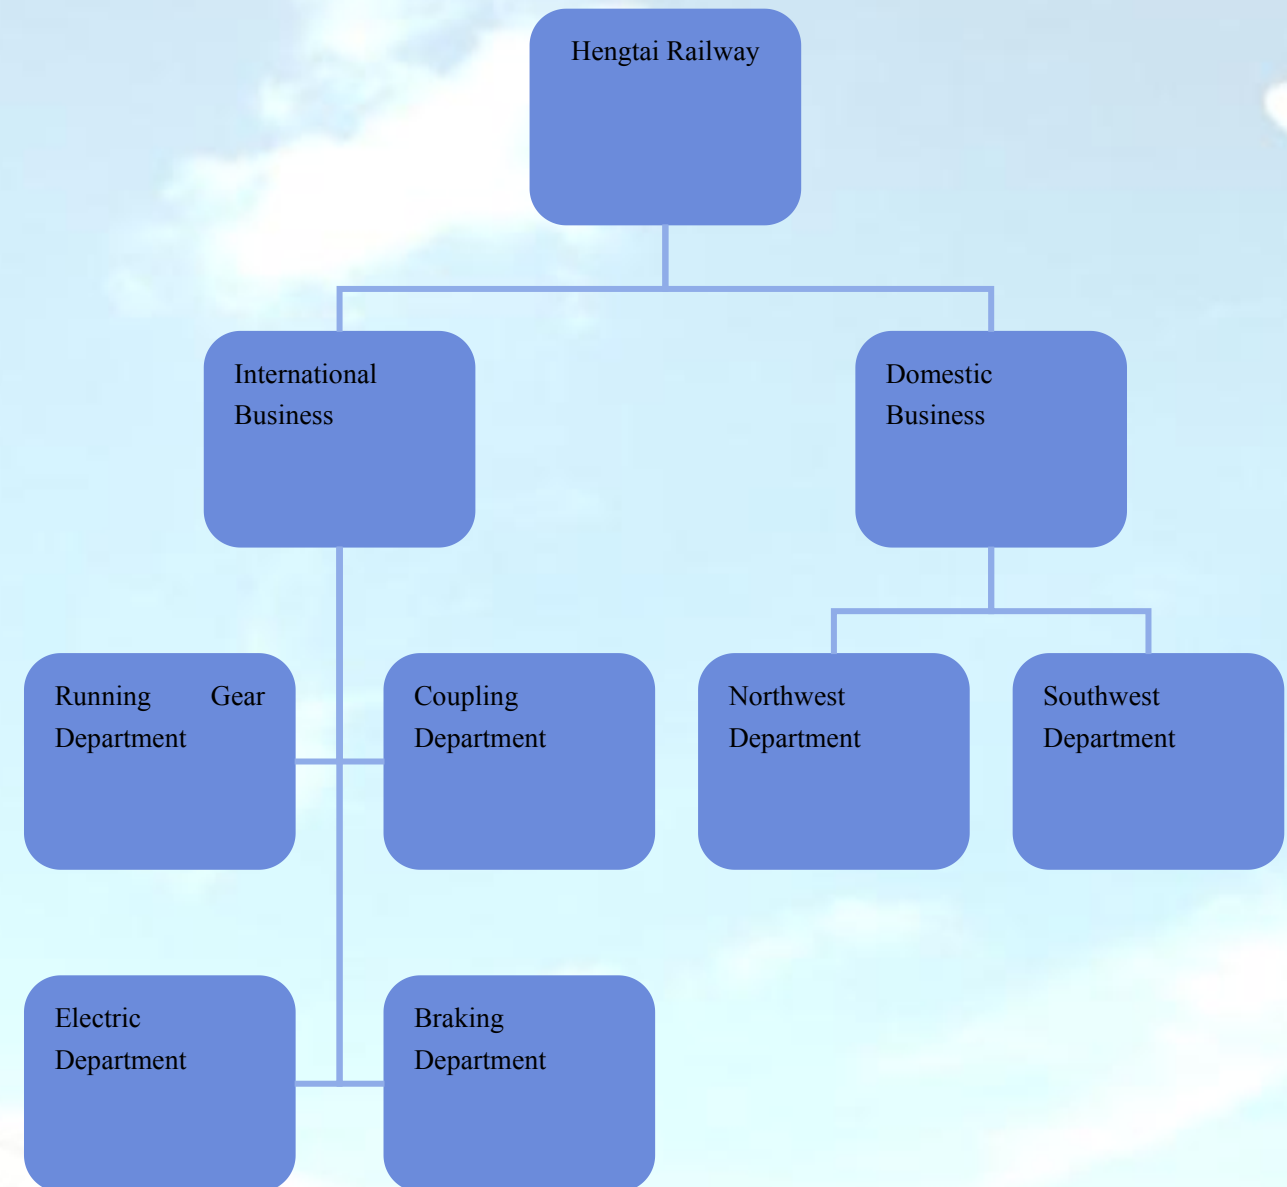 Hengtai Railway
International
Business
Domestic
Business
Running Gear
Department
Coupling
Department
Northwest
Department
Southwest
Department
Electric
Department
Braking
Department